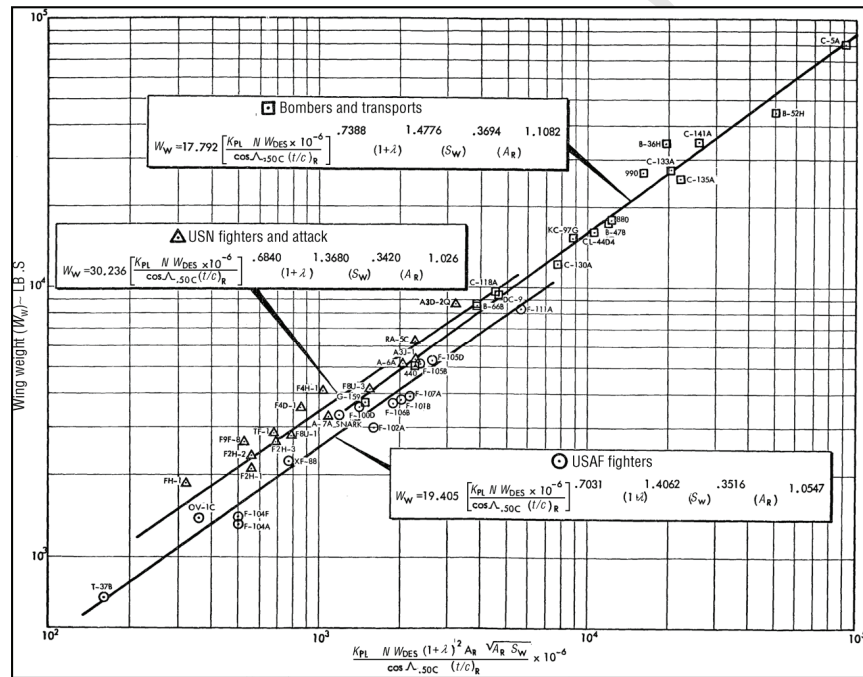 10⁵
C-5A
Bombers and transports
W_W = 17.792 [K_PL N W_DES × 10⁻⁶ / cos Λ.50C (t/c)_R] .7388 (1+λ) 1.4776 (S_W) .3694 (A_R) 1.1082
B-52H
C-141A
B-36H
C-133A
990
C-135A
USN fighters and attack
W_W = 30.236 [K_PL N W_DES × 10⁻⁶ / cos Λ.50C (t/c)_R] .6840 (1+λ) 1.3680 (S_W) .3420 (A_R) 1.026
880
KC-97G
B-47B
CL-44D4
C-130A
10⁴
C-118A
A3D-2Q
DC-9
B-66B
F-111A
Wing weight (W_W)~ LB.S
RA-5C
A3J-1
A-6A
F-105D
440
F-105B
F4H-1
F8U-3
G-159
F-107A
F4D-1
F-100D
F-101B
F-106B
A-7A
SNARK
F-102A
TF-1
F8U-1
F9F-8
F2H-3
F2H-2
F2H-1
XF-88
USAF fighters
W_W = 19.405 [K_PL N W_DES × 10⁻⁶ / cos Λ.50C (t/c)_R] .7031 (1+λ) 1.4062 (S_W) .3516 (A_R) 1.0547
FH-1
OV-1C
F-104F
F-104A
10³
T-37B
10² 10³ 10⁴ 10⁵
K_PL N W_DES (1+λ)² A_R √A_R S_W / cos Λ.50C (t/c)_R × 10⁻⁶